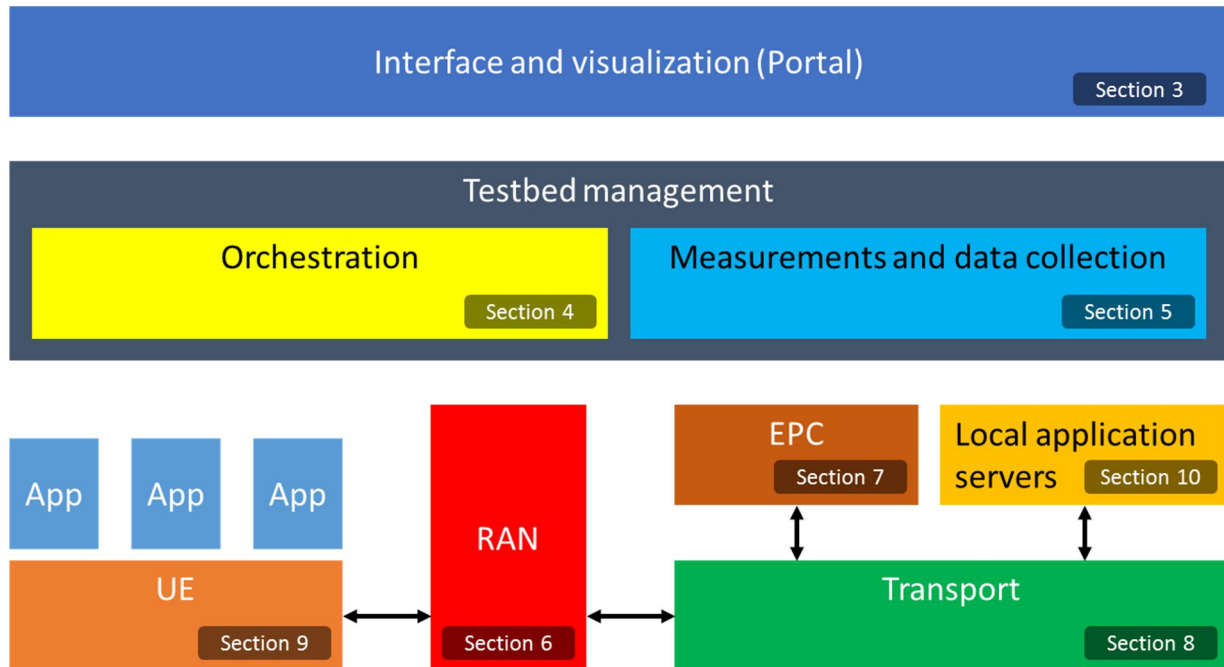 Interface and visualization (Portal)
Section 3
Testbed management
Orchestration
Section 4
Measurements and data collection
Section 5
App
App
App
UE
Section 9
RAN
Section 6
EPC
Section 7
Local application
servers
Section 10
Transport
Section 8